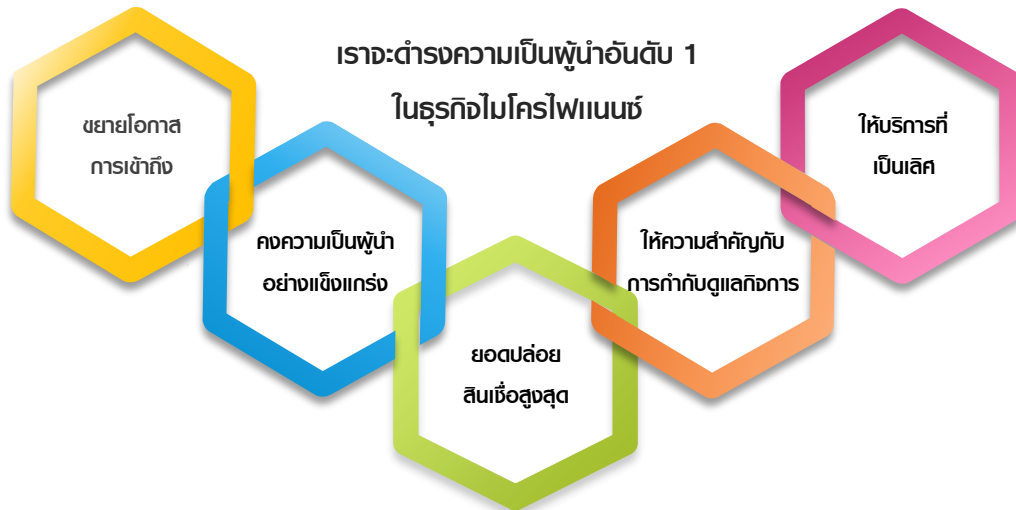 เราจะดำรงความเป็นผู้นำอันดับ 1
ในธุรกิจไมโครไฟแนนซ์
ขยายโอกาส
การเข้าถึง
คงความเป็นผู้นำ
อย่างแข็งแกร่ง
ยอดปล่อย
สินเชื่อสูงสุด
ให้ความสำคัญกับ
การกำกับดูแลกิจการ
ให้บริการที่
เป็นเลิศ